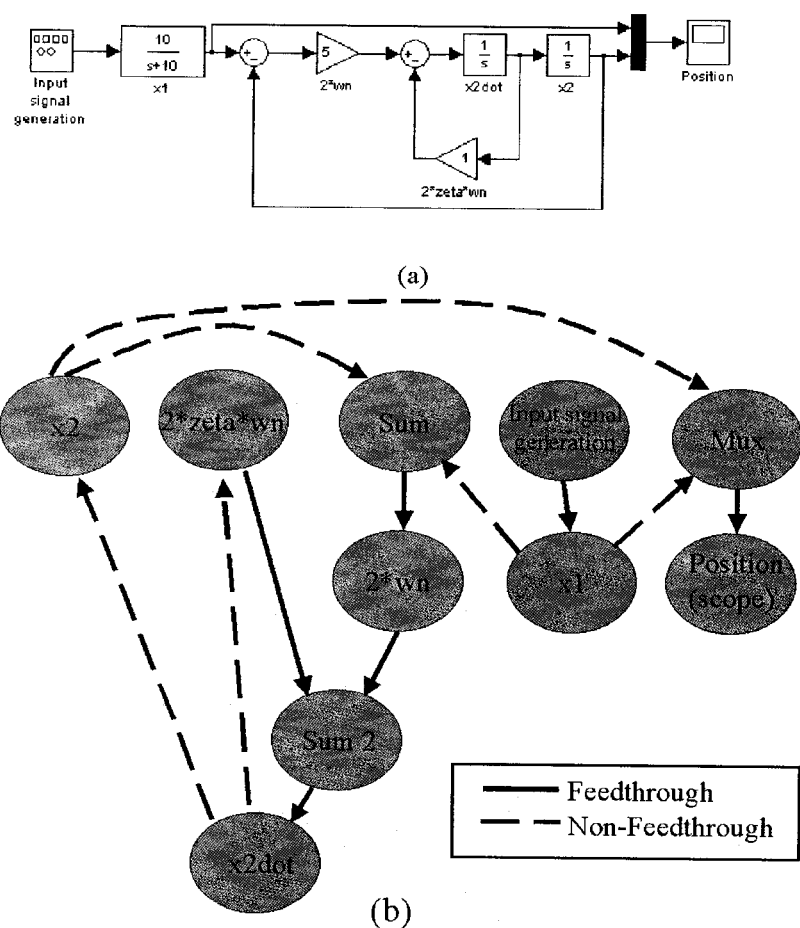 10
s+10
x1
Input
signal
generation
+
−
5
2*wn
+
−
1
s
x2dot
1
s
x2
Position
1
2*zeta*wn
(a)
x2
2*zeta*wn
Sum
Input signal
generation
Mux
2*wn
x1
Position
(scope)
Sum 2
x2dot
Feedthrough
Non-Feedthrough
(b)